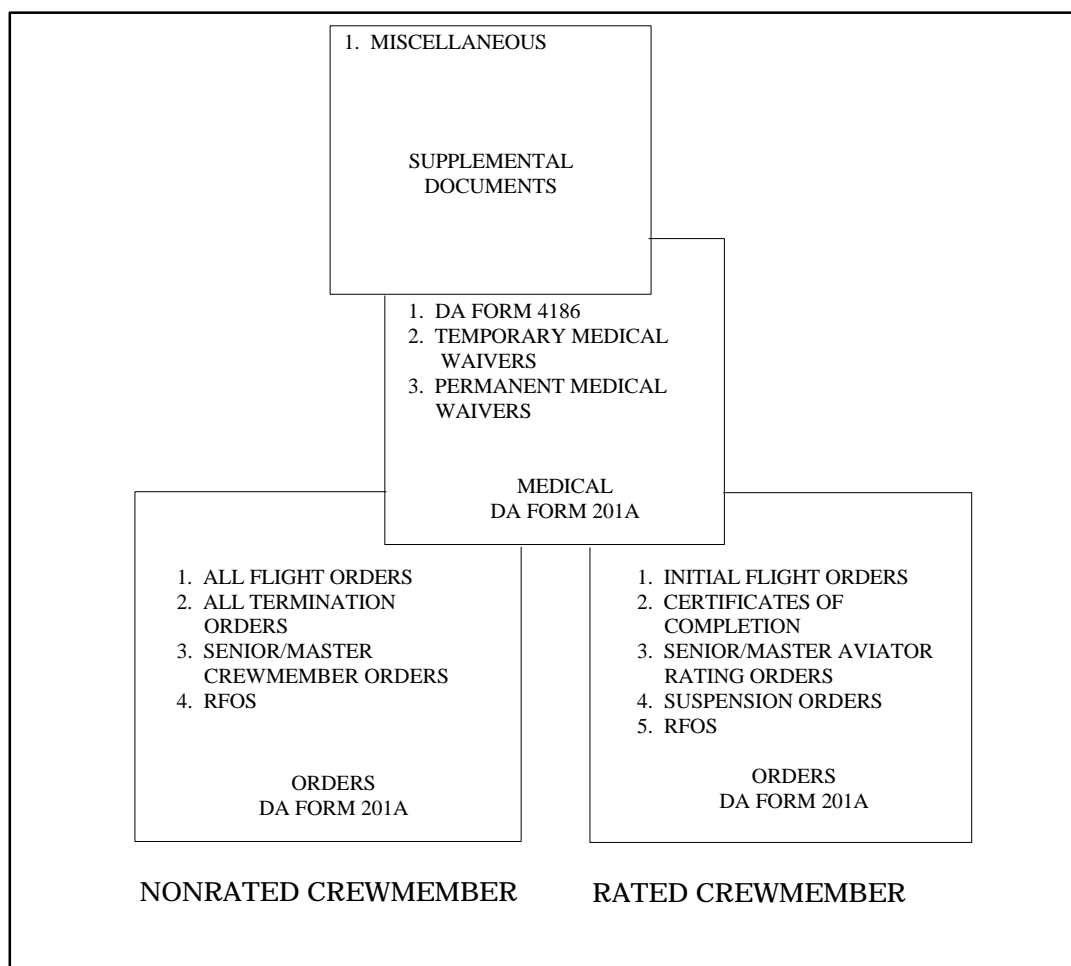 1. MISCELLANEOUS
SUPPLEMENTAL
DOCUMENTS
1. DA FORM 4186
2. TEMPORARY MEDICAL
WAIVERS
3. PERMANENT MEDICAL
WAIVERS
MEDICAL
DA FORM 201A
1. ALL FLIGHT ORDERS
2. ALL TERMINATION
ORDERS
3. SENIOR/MASTER
CREWMEMBER ORDERS
4. RFOS
ORDERS
DA FORM 201A
NONRATED CREWMEMBER
1. INITIAL FLIGHT ORDERS
2. CERTIFICATES OF
COMPLETION
3. SENIOR/MASTER AVIATOR
RATING ORDERS
4. SUSPENSION ORDERS
5. RFOS
ORDERS
DA FORM 201A
RATED CREWMEMBER